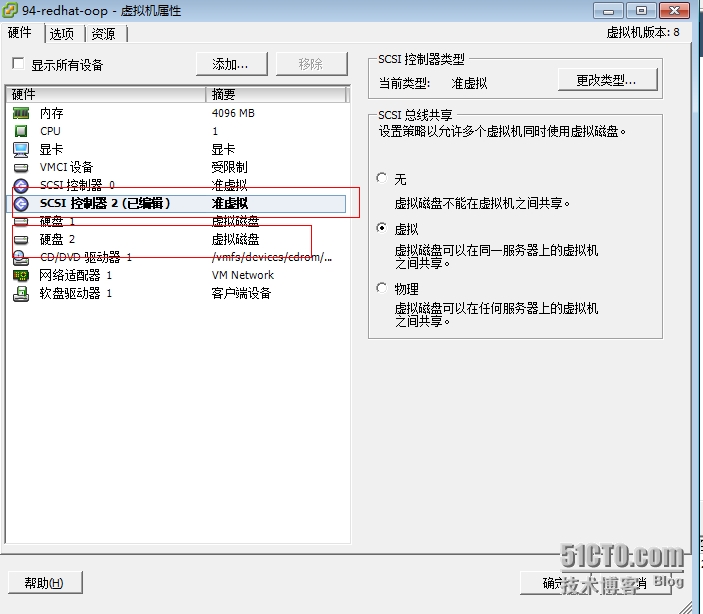 94-redhat-oop - 虚拟机属性
硬件 选项 资源
虚拟机版本: 8
显示所有设备 添加... 移除
硬件 摘要
内存 4096 MB
CPU 1
显卡 显卡
VMCI 设备 受限制
SCSI 控制器 0 准虚拟
SCSI 控制器 2 (已编辑) 准虚拟
硬盘 1 虚拟磁盘
硬盘 2 虚拟磁盘
CD/DVD 驱动器 1 /vmfs/devices/cdrom/...
网络适配器 1 VM Network
软盘驱动器 1 客户端设备
SCSI 控制器类型
当前类型: 准虚拟 更改类型...
SCSI 总线共享
设置策略以允许多个虚拟机同时使用虚拟磁盘。
无
虚拟磁盘不能在虚拟机之间共享。
虚拟
虚拟磁盘可以在同一服务器上的虚拟机
之间共享。
物理
虚拟磁盘可以在任何服务器上的虚拟机
之间共享。
帮助(H)
51CTO.com
技术博客 Blog